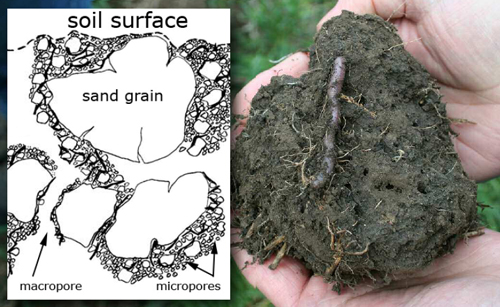 soil surface
sand grain
macropore
micropores